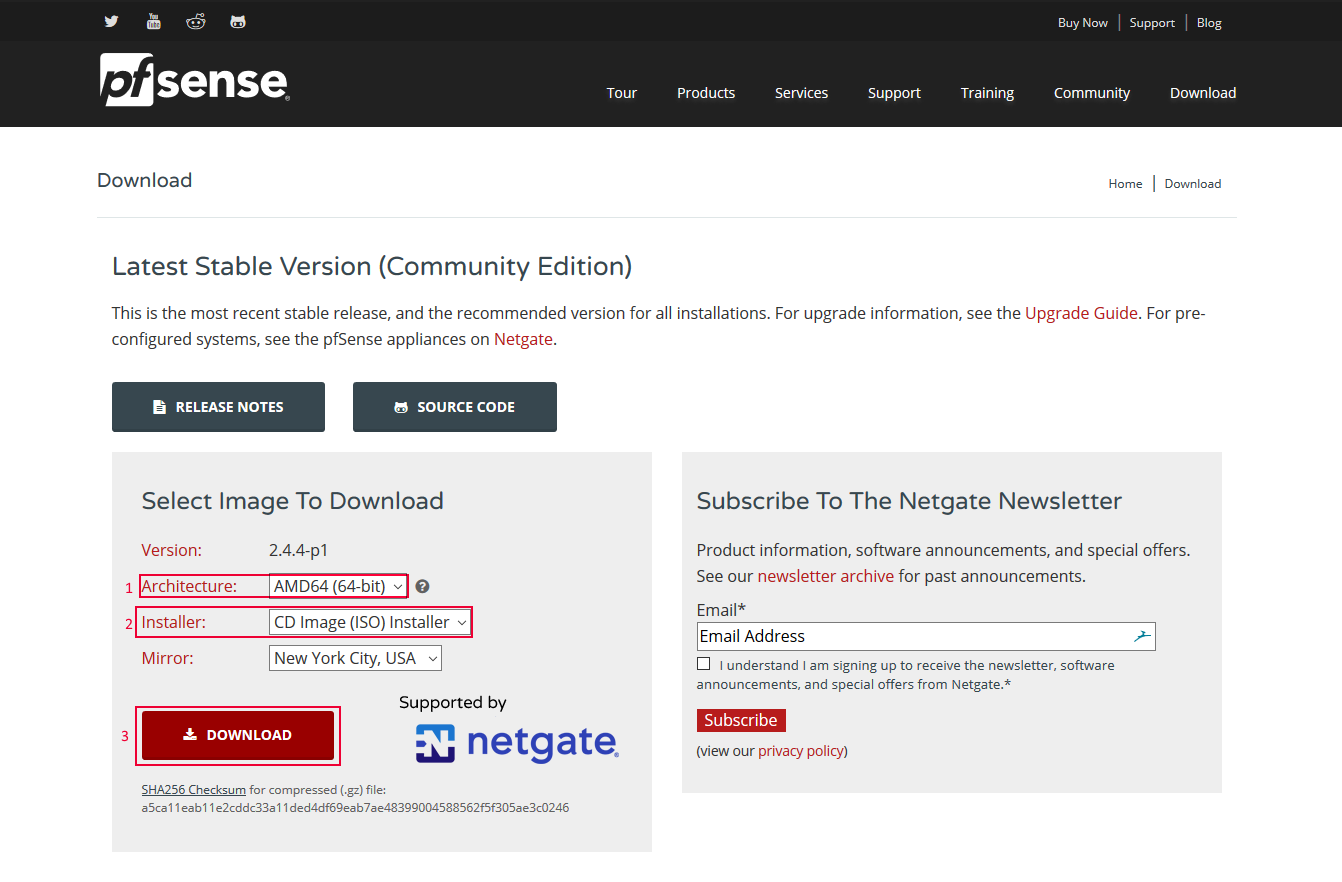 Buy Now Support Blog
pfsense®
Tour Products Services Support Training Community Download
Download
Home Download
Latest Stable Version (Community Edition)
This is the most recent stable release, and the recommended version for all installations. For upgrade information, see the Upgrade Guide. For pre-
configured systems, see the pfSense appliances on Netgate.
RELEASE NOTES SOURCE CODE
Select Image To Download
Version: 2.4.4-p1
1 Architecture: AMD64 (64-bit) ?
2 Installer: CD Image (ISO) Installer
Mirror: New York City, USA
Supported by
3 DOWNLOAD
netgate®
SHA256 Checksum for compressed (.gz) file:
a5ca11eab11e2cddc33a11ded4df69eab7ae48399004588562f5f305ae3c0246
Subscribe To The Netgate Newsletter
Product information, software announcements, and special offers.
See our newsletter archive for past announcements.
Email*
Email Address
I understand I am signing up to receive the newsletter, software
announcements, and special offers from Netgate.*
Subscribe
(view our privacy policy)